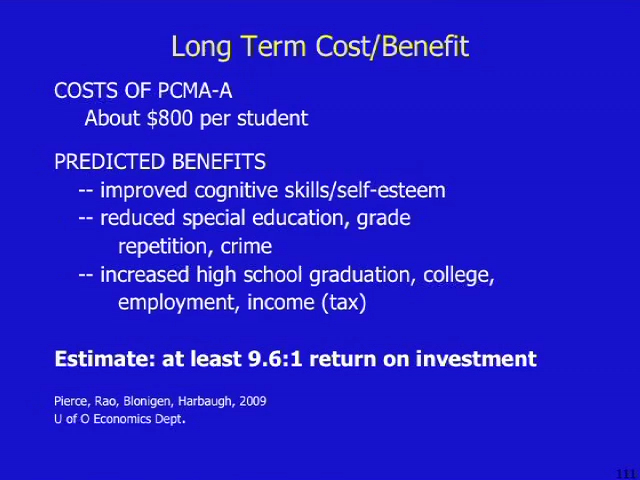 Long Term Cost/Benefit
COSTS OF PCMA-A
About $800 per student
PREDICTED BENEFITS
-- improved cognitive skills/self-esteem
-- reduced special education, grade
repetition, crime
-- increased high school graduation, college,
employment, income (tax)
Estimate: at least 9.6:1 return on investment
Pierce, Rao, Blonigen, Harbaugh, 2009
U of O Economics Dept.
111